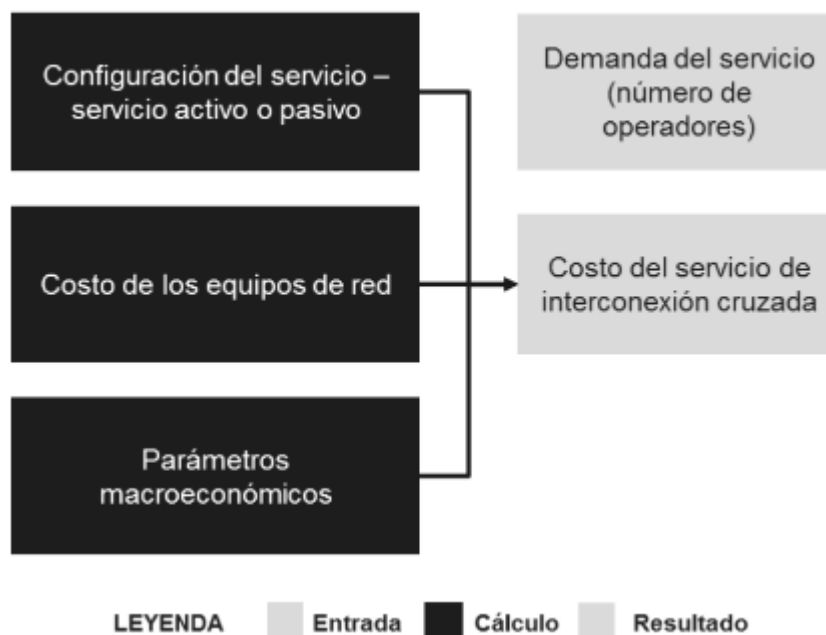 Configuración del servicio –
servicio activo o pasivo
Demanda del servicio
(número de
operadores)
Costo de los equipos de red
Costo del servicio de
interconexión cruzada
Parámetros
macroeconómicos
LEYENDA Entrada Cálculo Resultado